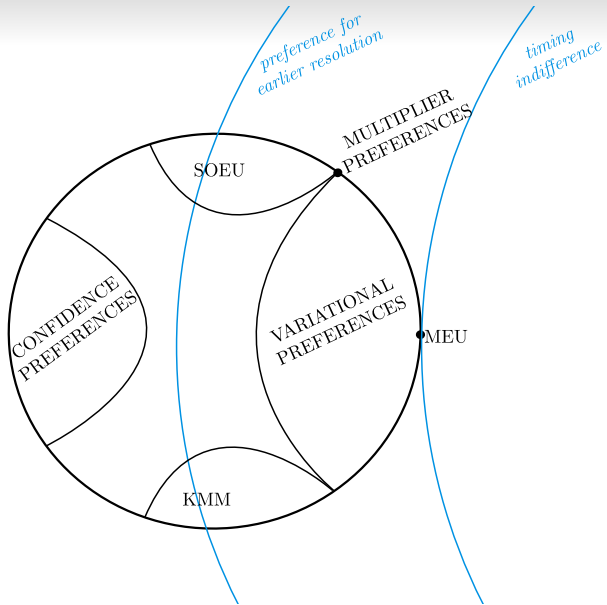 preference for
earlier resolution
timing
indifference
MULTIPLIER
PREFERENCES
SOEU
CONFIDENCE
PREFERENCES
VARIATIONAL
PREFERENCES
MEU
KMM